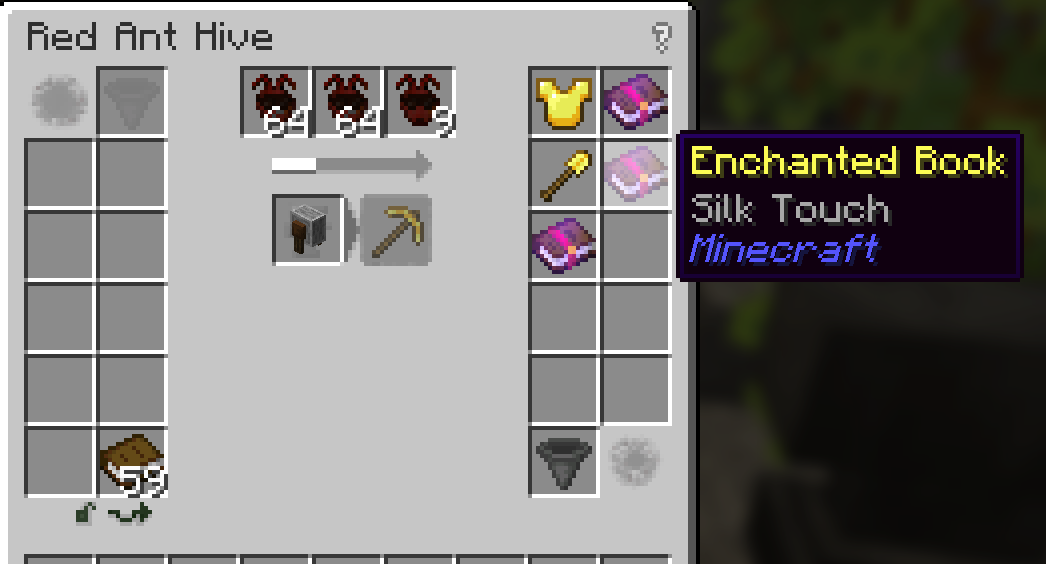 Red Ant Hive
?
64 64 9
Enchanted Book
Silk Touch
Minecraft
59